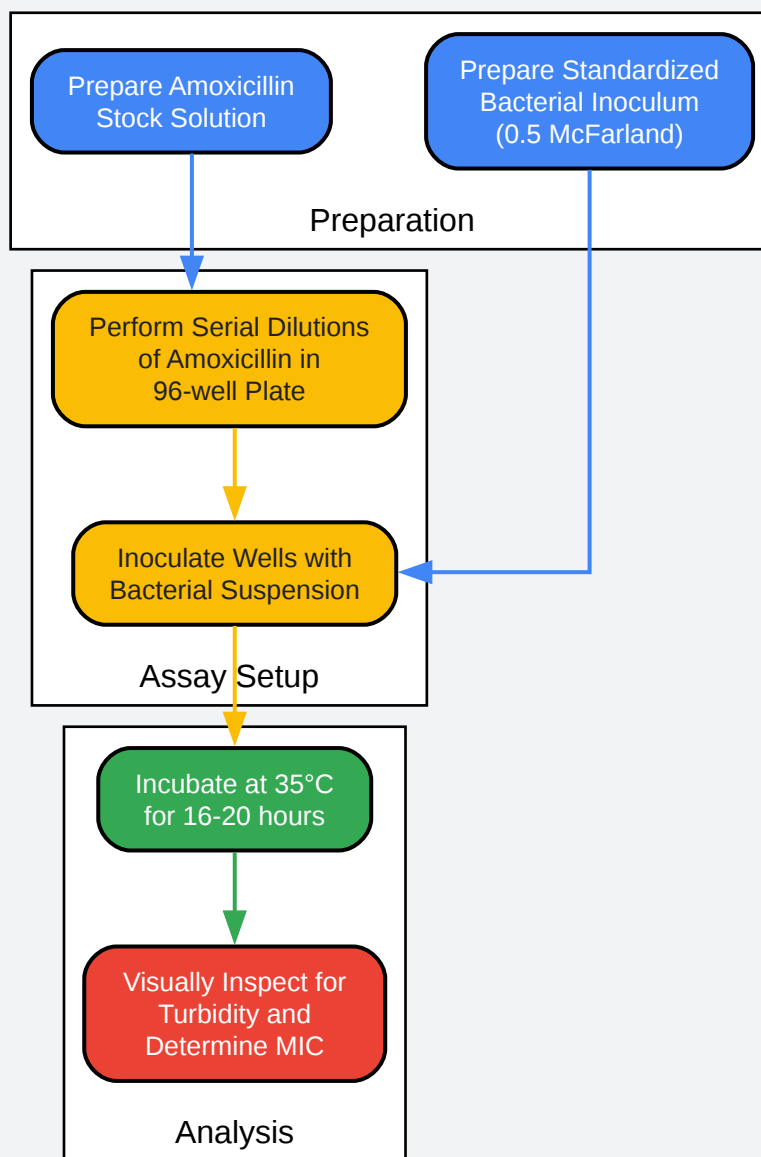 Prepare Amoxicillin
Stock Solution
Prepare Standardized
Bacterial Inoculum
(0.5 McFarland)
Preparation
Perform Serial Dilutions
of Amoxicillin in
96-well Plate
Inoculate Wells with
Bacterial Suspension
Assay Setup
Incubate at 35°C
for 16-20 hours
Visually Inspect for
Turbidity and
Determine MIC
Analysis